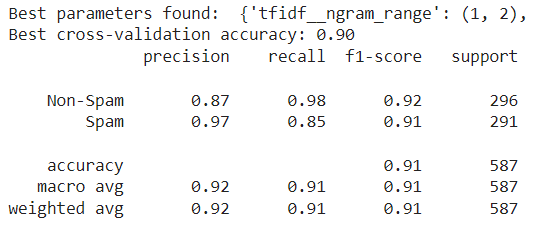 Best parameters found:  {'tfidf__ngram_range': (1, 2),
Best cross-validation accuracy: 0.90
precision recall f1-score support
Non-Spam 0.87 0.98 0.92 296
Spam 0.97 0.85 0.91 291
accuracy 0.91 587
macro avg 0.92 0.91 0.91 587
weighted avg 0.92 0.91 0.91 587